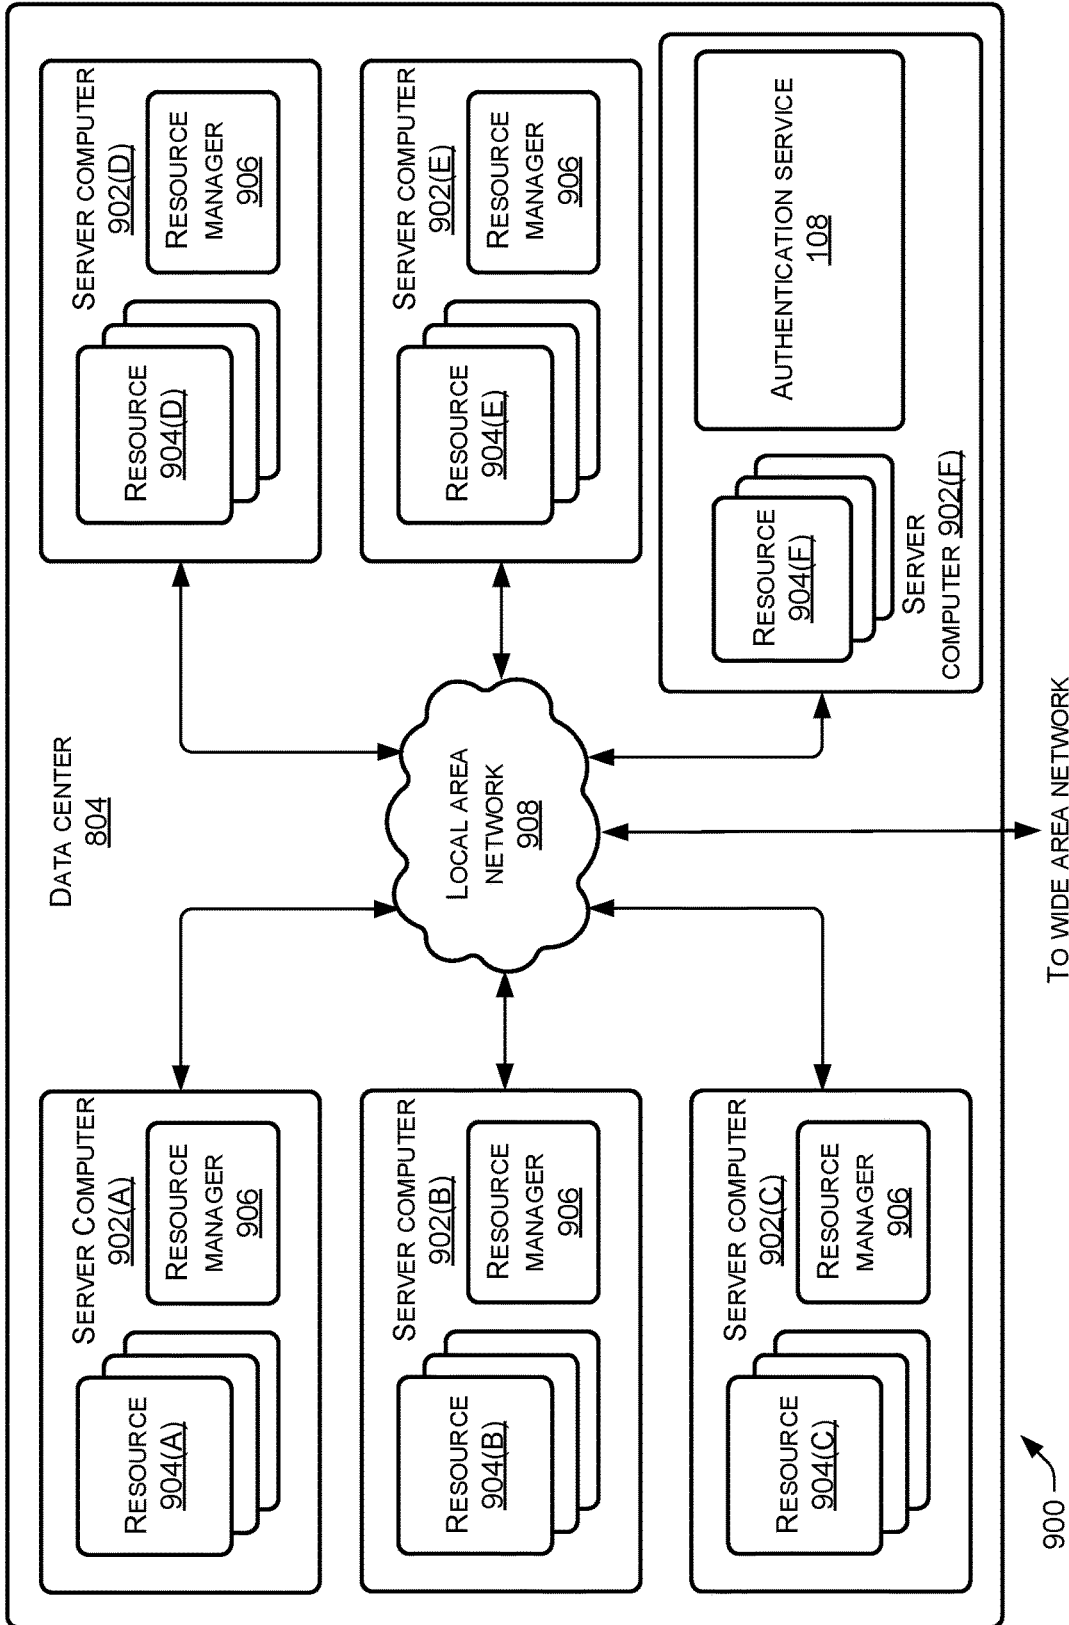 DATA CENTER
804
SERVER COMPUTER
902(A)
RESOURCE
904(A)
RESOURCE
MANAGER
906
SERVER COMPUTER
902(B)
RESOURCE
904(B)
RESOURCE
MANAGER
906
SERVER COMPUTER
902(C)
RESOURCE
904(C)
RESOURCE
MANAGER
906
LOCAL AREA
NETWORK
908
SERVER COMPUTER
902(D)
RESOURCE
904(D)
RESOURCE
MANAGER
906
SERVER COMPUTER
902(E)
RESOURCE
904(E)
RESOURCE
MANAGER
906
RESOURCE
904(F)
AUTHENTICATION SERVICE
108
SERVER
COMPUTER 902(F)
TO WIDE AREA NETWORK
900